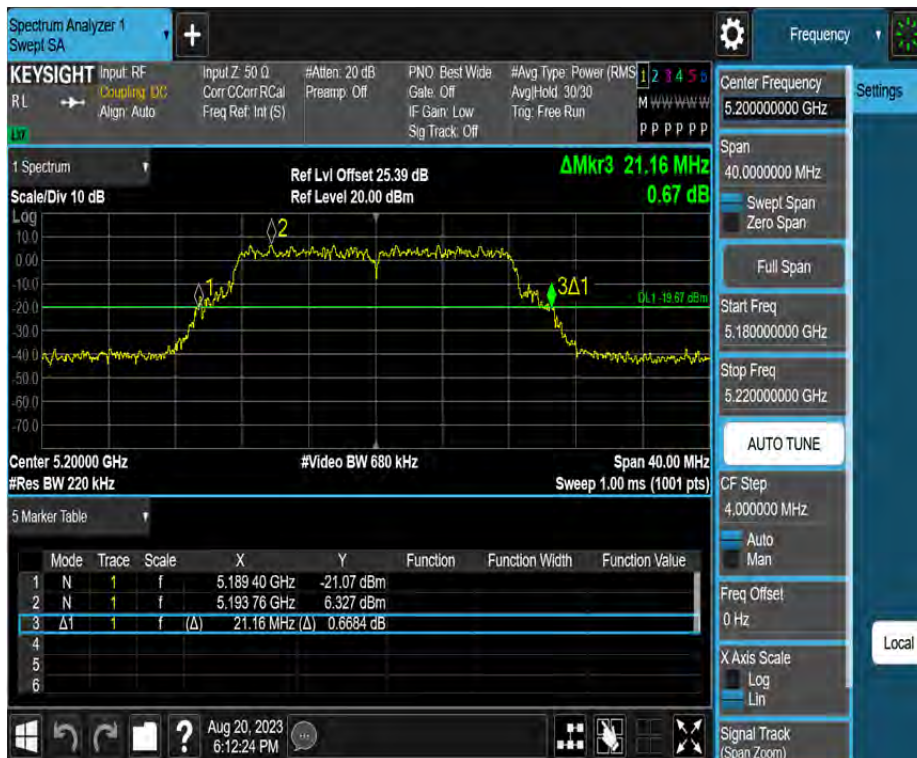 Spectrum Analyzer 1
Swept SA
+
Frequency
KEYSIGHT
Input: RF
Input Z: 50 Ω
#Atten: 20 dB
PNO: Best Wide
#Avg Type: Power (RMS
1 2 3 4 5 6
RL
Coupling: DC
Corr CCorr RCal
Preamp: Off
Gate: Off
Avg|Hold: 30/30
M W W W W W
Align: Auto
Freq Ref: Int (S)
IF Gain: Low
Trig: Free Run
Sig Track: Off
P P P P P P
LXI
1 Spectrum
Ref Lvl Offset 25.39 dB
ΔMkr3 21.16 MHz
Scale/Div 10 dB
Ref Level 20.00 dBm
0.67 dB
Log
10.0
0.00
-10.0
-20.0
-30.0
-40.0
-50.0
-60.0
-70.0
2
1
3Δ1
DL1 -19.67 dBm
Center 5.20000 GHz
#Video BW 680 kHz
Span 40.00 MHz
#Res BW 220 kHz
Sweep 1.00 ms (1001 pts)
5 Marker Table
Mode Trace Scale X Y Function Function Width Function Value
1 N 1 f 5.189 40 GHz -21.07 dBm
2 N 1 f 5.193 76 GHz 6.327 dBm
3 Δ1 1 f (Δ) 21.16 MHz (Δ) 0.6684 dB
4
5
6
?
Aug 20, 2023
6:12:24 PM
Center Frequency
5.200000000 GHz
Settings
Span
40.0000000 MHz
Swept Span
Zero Span
Full Span
Start Freq
5.180000000 GHz
Stop Freq
5.220000000 GHz
AUTO TUNE
CF Step
4.000000 MHz
Auto
Man
Freq Offset
0 Hz
X Axis Scale
Log
Lin
Local
Signal Track
(Span Zoom)